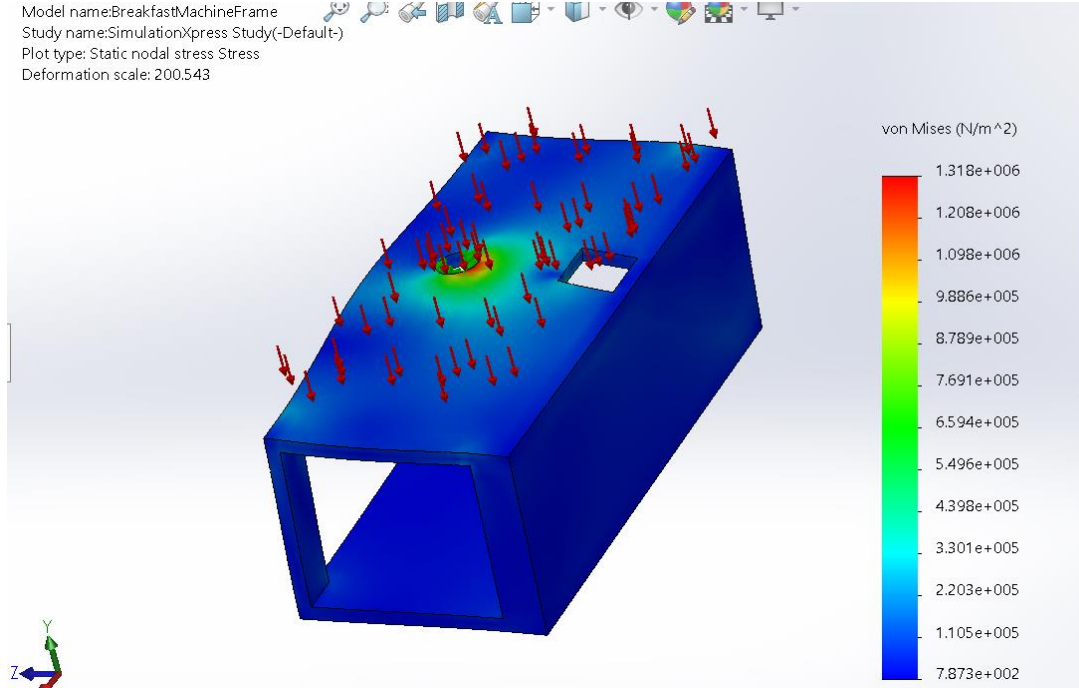 Model name:BreakfastMachineFrame
Study name:SimulationXpress Study(-Default-)
Plot type: Static nodal stress Stress
Deformation scale: 200.543
von Mises (N/m^2)
1.318e+006
1.208e+006
1.098e+006
9.886e+005
8.789e+005
7.691e+005
6.594e+005
5.496e+005
4.398e+005
3.301e+005
2.203e+005
1.105e+005
7.873e+002
Y
Z